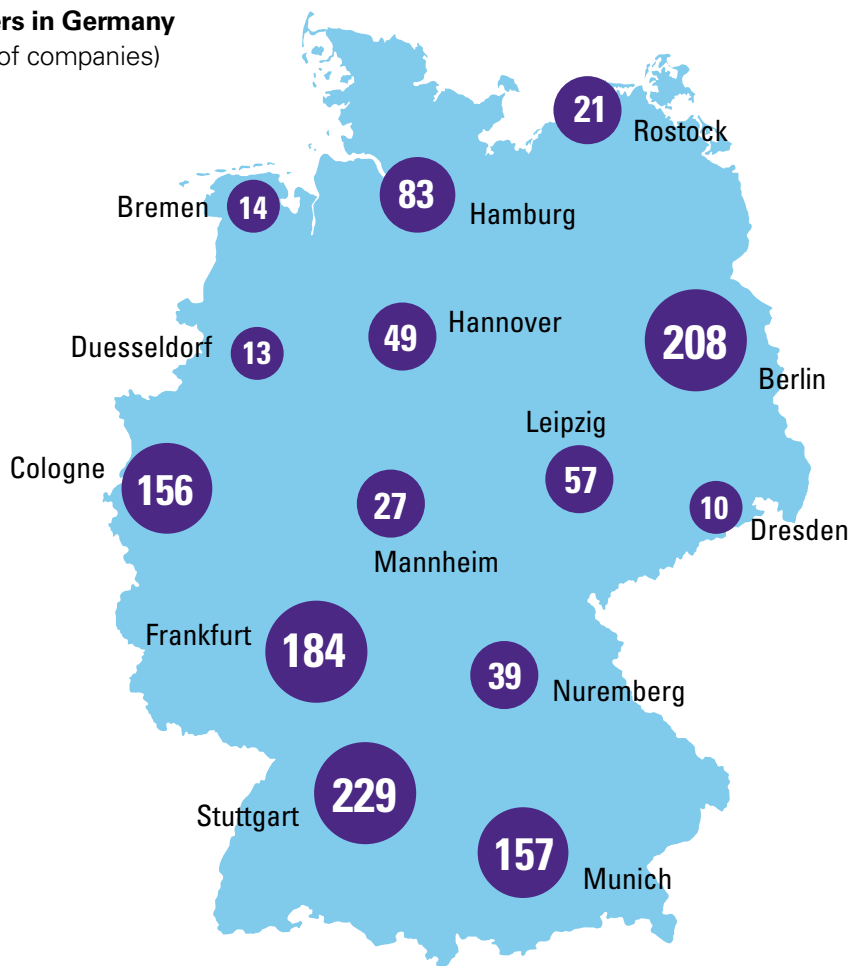 in Germany
of companies)
21
Rostock
Bremen
14
83
Hamburg
Duesseldorf
13
49
Hannover
208
Berlin
Leipzig
57
Cologne
156
27
Mannheim
10
Dresden
Frankfurt
184
39
Nuremberg
Stuttgart
229
157
Munich